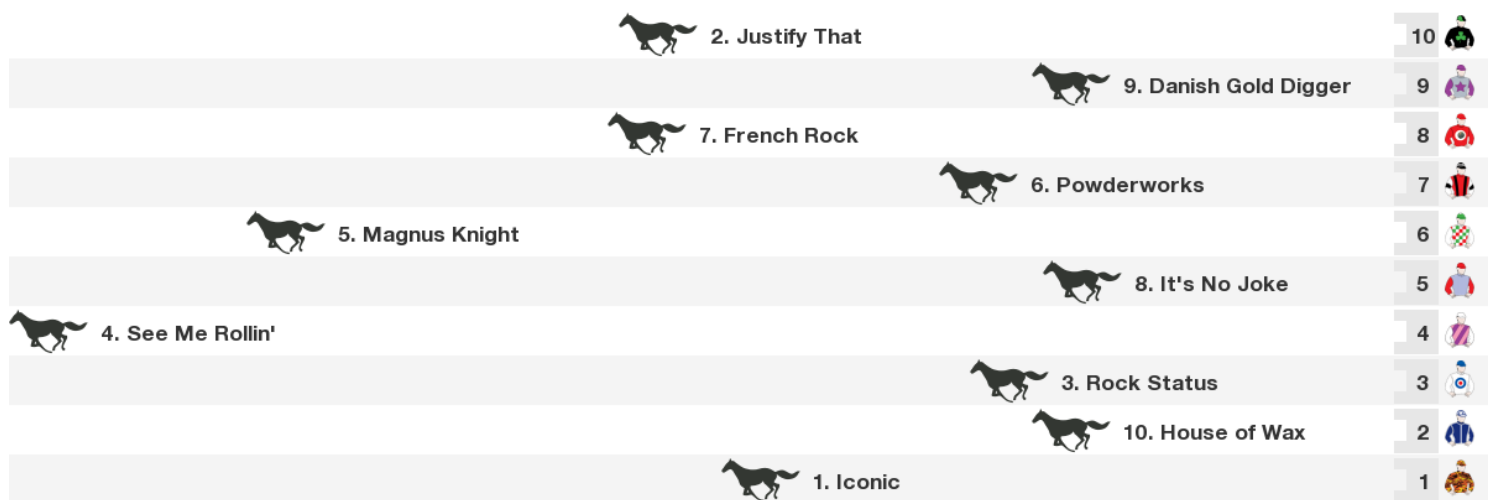 2. Justify That 10
9. Danish Gold Digger 9
7. French Rock 8
6. Powderworks 7
5. Magnus Knight 6
8. It's No Joke 5
4. See Me Rollin' 4
3. Rock Status 3
10. House of Wax 2
1. Iconic 1